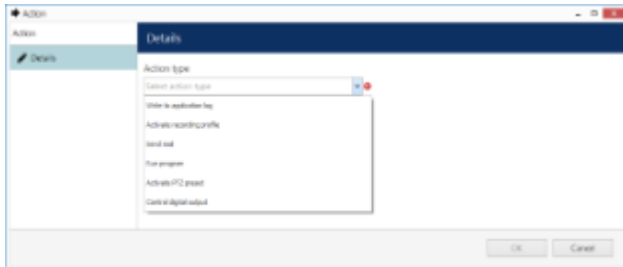 Action
Action
Details
Details
Action type
Select action type
Write to application log
Activate recording profile
Send mail
Run program
Activate PTZ preset
Control digital output
OK
Cancel